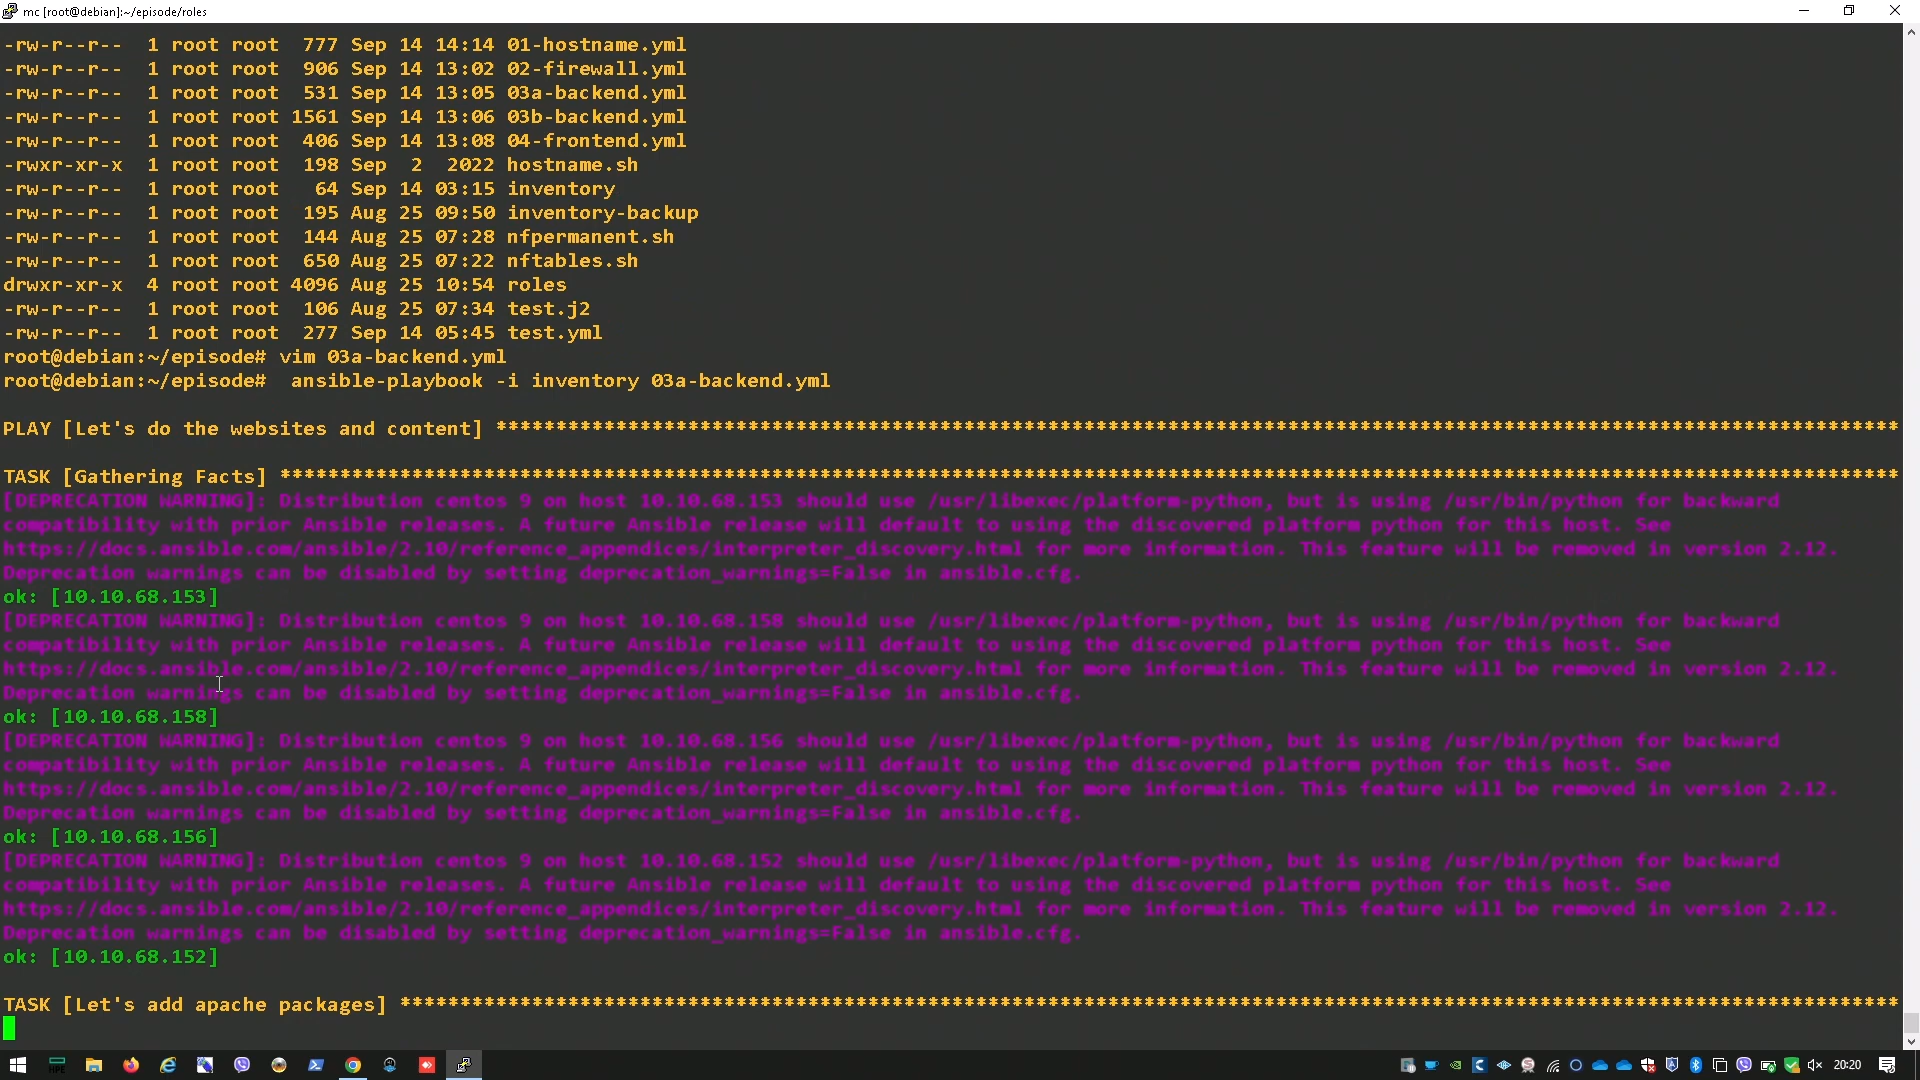 mc [root@debian]:~/episode/roles
-rw-r--r--  1 root root  777 Sep 14 14:14 01-hostname.yml
-rw-r--r--  1 root root  906 Sep 14 13:02 02-firewall.yml
-rw-r--r--  1 root root  531 Sep 14 13:05 03a-backend.yml
-rw-r--r--  1 root root 1561 Sep 14 13:06 03b-backend.yml
-rw-r--r--  1 root root  406 Sep 14 13:08 04-frontend.yml
-rwxr-xr-x  1 root root  198 Sep  2  2022 hostname.sh
-rw-r--r--  1 root root   64 Sep 14 03:15 inventory
-rw-r--r--  1 root root  195 Aug 25 09:50 inventory-backup
-rw-r--r--  1 root root  144 Aug 25 07:28 nfpermanent.sh
-rw-r--r--  1 root root  650 Aug 25 07:22 nftables.sh
drwxr-xr-x  4 root root 4096 Aug 25 10:54 roles
-rw-r--r--  1 root root  106 Aug 25 07:34 test.j2
-rw-r--r--  1 root root  277 Sep 14 05:45 test.yml
root@debian:~/episode# vim 03a-backend.yml
root@debian:~/episode#  ansible-playbook -i inventory 03a-backend.yml
PLAY [Let's do the websites and content] *********************************************************************************************************************
TASK [Gathering Facts] ***************************************************************************************************************************************
[DEPRECATION WARNING]: Distribution centos 9 on host 10.10.68.153 should use /usr/libexec/platform-python, but is using /usr/bin/python for backward
compatibility with prior Ansible releases. A future Ansible release will default to using the discovered platform python for this host. See
https://docs.ansible.com/ansible/2.10/reference_appendices/interpreter_discovery.html for more information. This feature will be removed in version 2.12.
Deprecation warnings can be disabled by setting deprecation_warnings=False in ansible.cfg.
ok: [10.10.68.153]
[DEPRECATION WARNING]: Distribution centos 9 on host 10.10.68.158 should use /usr/libexec/platform-python, but is using /usr/bin/python for backward
compatibility with prior Ansible releases. A future Ansible release will default to using the discovered platform python for this host. See
https://docs.ansible.com/ansible/2.10/reference_appendices/interpreter_discovery.html for more information. This feature will be removed in version 2.12.
Deprecation warnings can be disabled by setting deprecation_warnings=False in ansible.cfg.
ok: [10.10.68.158]
[DEPRECATION WARNING]: Distribution centos 9 on host 10.10.68.156 should use /usr/libexec/platform-python, but is using /usr/bin/python for backward
compatibility with prior Ansible releases. A future Ansible release will default to using the discovered platform python for this host. See
https://docs.ansible.com/ansible/2.10/reference_appendices/interpreter_discovery.html for more information. This feature will be removed in version 2.12.
Deprecation warnings can be disabled by setting deprecation_warnings=False in ansible.cfg.
ok: [10.10.68.156]
[DEPRECATION WARNING]: Distribution centos 9 on host 10.10.68.152 should use /usr/libexec/platform-python, but is using /usr/bin/python for backward
compatibility with prior Ansible releases. A future Ansible release will default to using the discovered platform python for this host. See
https://docs.ansible.com/ansible/2.10/reference_appendices/interpreter_discovery.html for more information. This feature will be removed in version 2.12.
Deprecation warnings can be disabled by setting deprecation_warnings=False in ansible.cfg.
ok: [10.10.68.152]
TASK [Let's add apache packages] *****************************************************************************************************************************
20:20